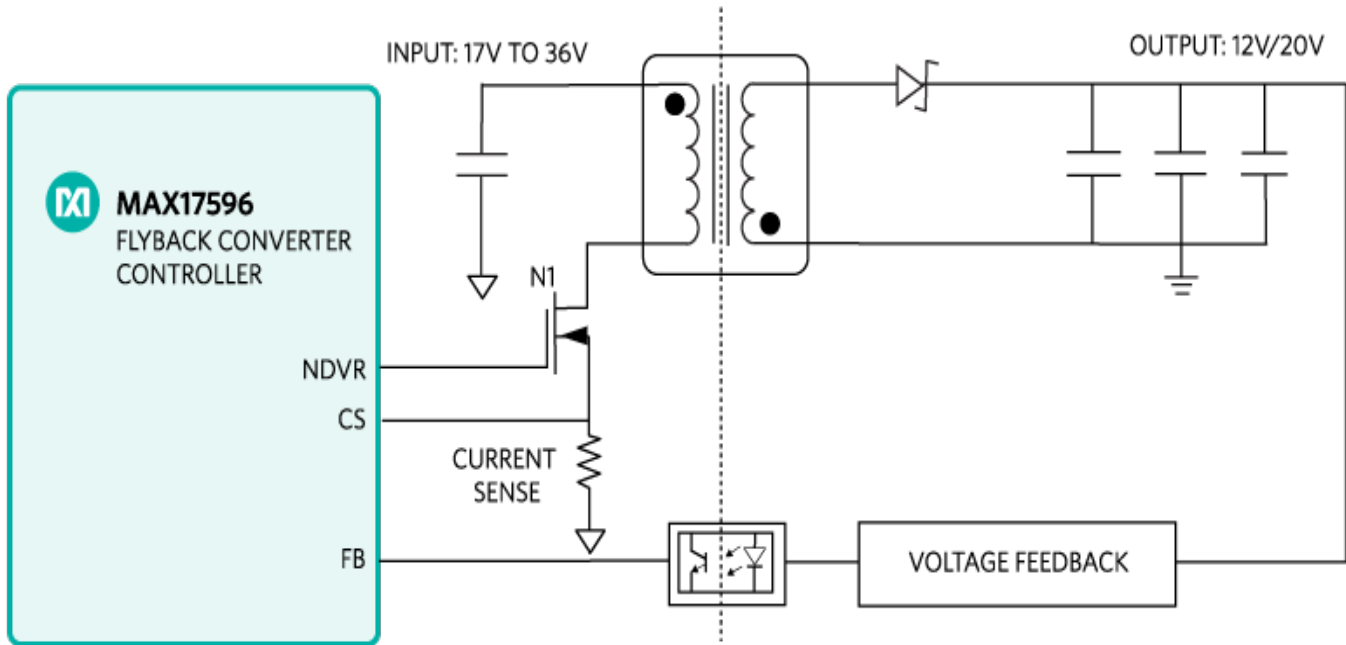 INPUT: 17V TO 36V
OUTPUT: 12V/20V
MAX17596
FLYBACK CONVERTER
CONTROLLER
N1
NDVR
CS
CURRENT
SENSE
FB
VOLTAGE FEEDBACK